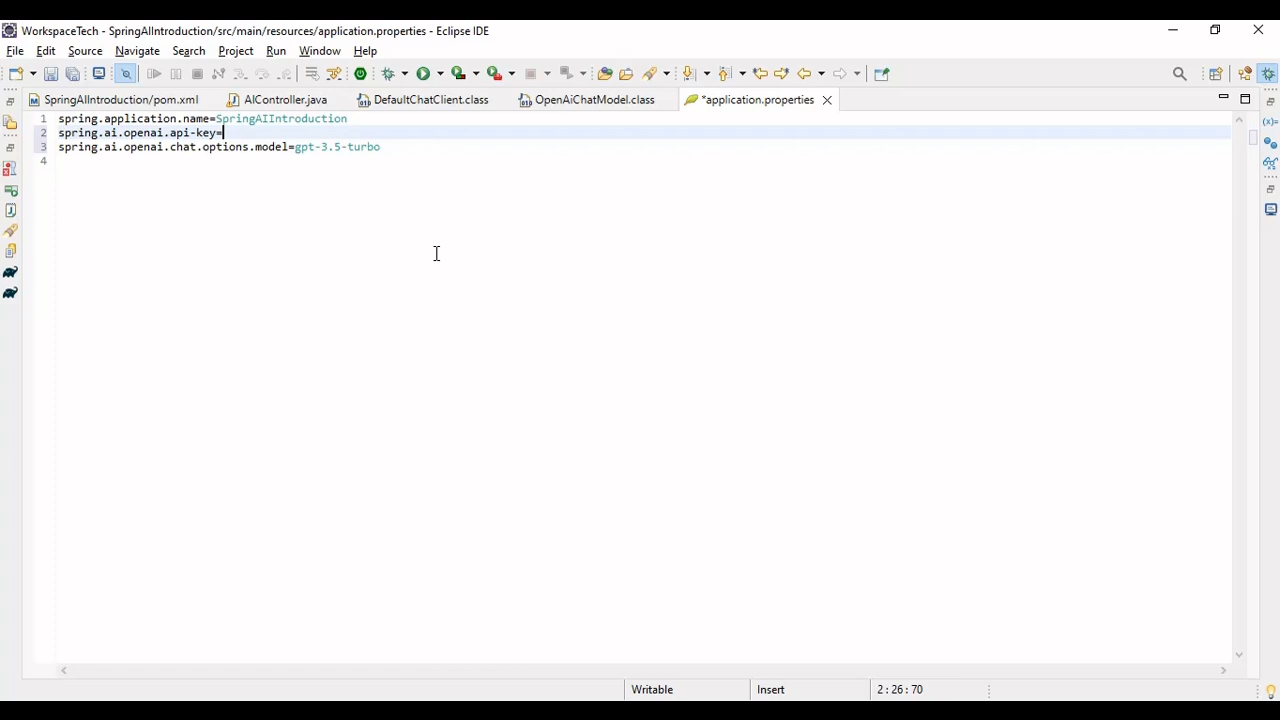 WorkspaceTech - SpringAIIntroduction/src/main/resources/application.properties - Eclipse IDE
File Edit Source Navigate Search Project Run Window Help
SpringAIIntroduction/pom.xml AIController.java DefaultChatClient.class OpenAiChatModel.class *application.properties
1 spring.application.name=SpringAIIntroduction
2 spring.ai.openai.api-key=
3 spring.ai.openai.chat.options.model=gpt-3.5-turbo
4
Writable Insert 2:26:70